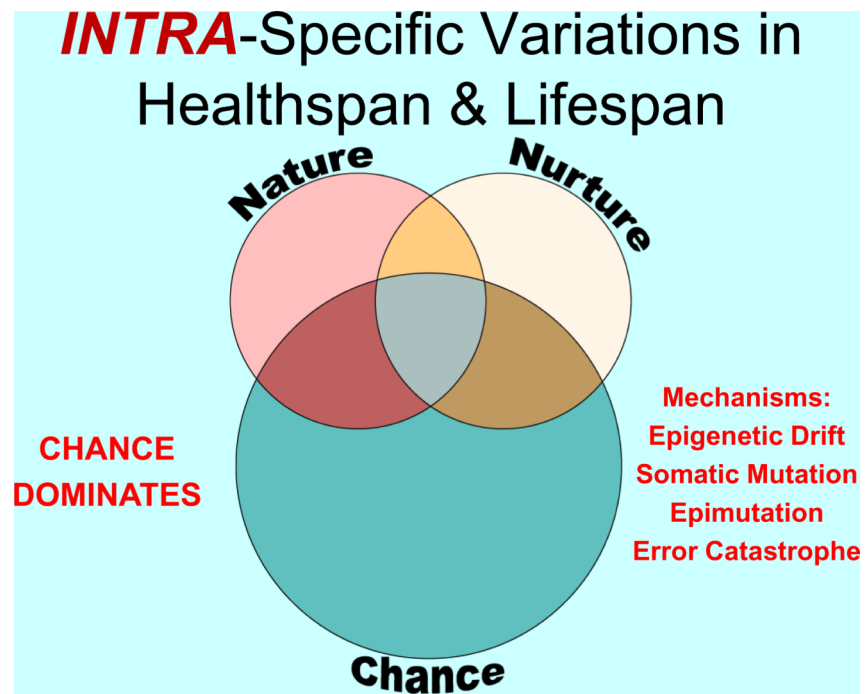 INTRA-Specific Variations in
Healthspan & Lifespan
Nature
Nurture
CHANCE
DOMINATES
Mechanisms:
Epigenetic Drift
Somatic Mutation
Epimutation
Error Catastrophe
Chance